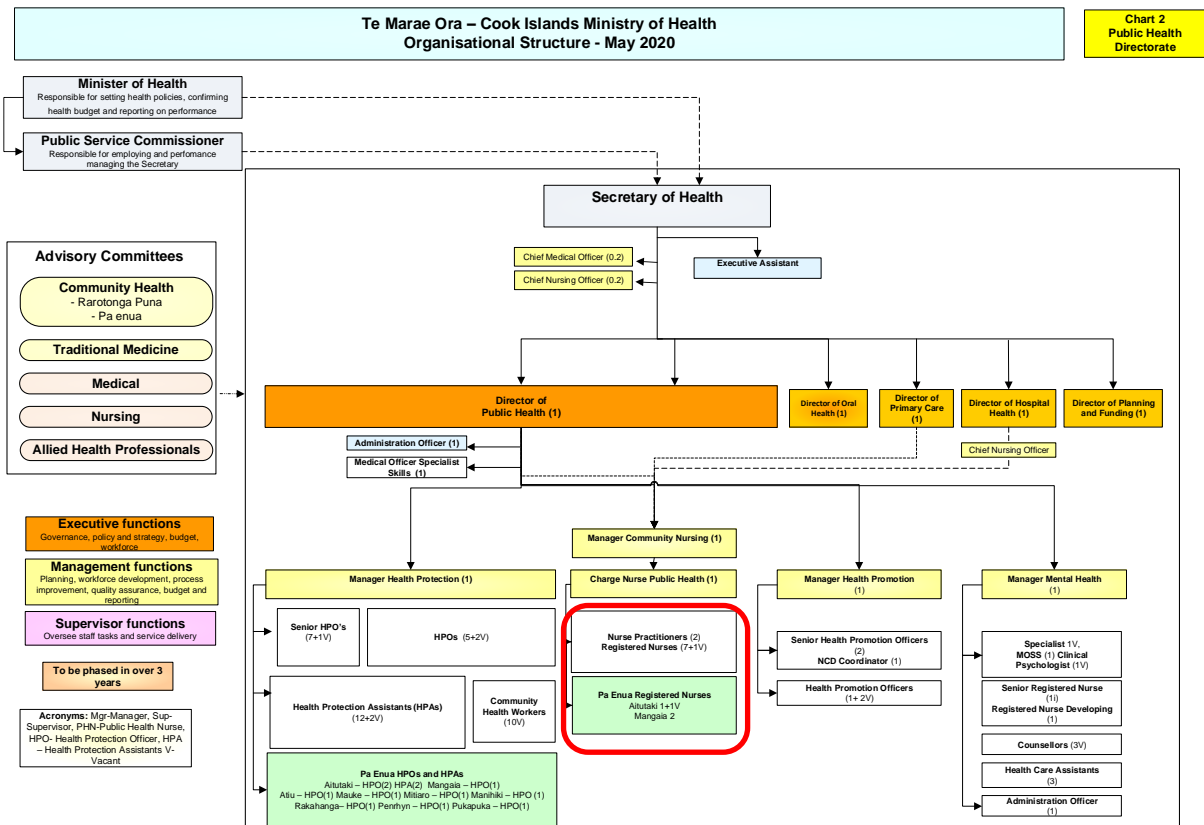 Te Marae Ora – Cook Islands Ministry of Health
Organisational Structure - May 2020
Chart 2
Public Health
Directorate
Minister of Health
Responsible for setting health policies, confirming
health budget and reporting on performance
Public Service Commissioner
Responsible for employing and perfomance
managing the Secretary
Secretary of Health
Chief Medical Officer (0.2)
Chief Nursing Officer (0.2)
Executive Assistant
Advisory Committees
Community Health
- Rarotonga Puna
- Pa enua
Traditional Medicine
Medical
Nursing
Allied Health Professionals
Director of
Public Health (1)
Director of Oral
Health (1)
Director of
Primary Care
(1)
Director of Hospital
Health (1)
Director of Planning
and Funding (1)
Administration Officer (1)
Medical Officer Specialist
Skills (1)
Chief Nursing Officer
Executive functions
Governance, policy and strategy, budget,
workforce
Management functions
Planning, workforce development, process
improvement, quality assurance, budget and
reporting
Supervisor functions
Oversee staff tasks and service delivery
To be phased in over 3
years
Acronyms: Mgr-Manager, Sup-
Supervisor, PHN-Public Health Nurse,
HPO- Health Protection Officer, HPA
– Health Protection Assistants V-
Vacant
Manager Community Nursing (1)
Manager Health Protection (1)
Charge Nurse Public Health (1)
Manager Health Promotion
(1)
Manager Mental Health
(1)
Senior HPO's
(7+1V)
HPOs (5+2V)
Health Protection Assistants (HPAs)
(12+2V)
Community
Health Workers
(10V)
Pa Enua HPOs and HPAs
Aitutaki – HPO(2) HPA(2) Mangaia – HPO(1)
Atiu – HPO(1) Mauke – HPO(1) Mitiaro – HPO(1) Manihiki – HPO (1)
Rakahanga– HPO(1) Penrhyn – HPO(1) Pukapuka – HPO(1)
Nurse Practitioners (2)
Registered Nurses (7+1V)
Pa Enua Registered Nurses
Aitutaki 1+1V
Mangaia 2
Senior Health Promotion Officers
(2)
NCD Coordinator (1)
Health Promotion Officers
(1+ 2V)
Specialist 1V,
MOSS (1) Clinical
Psychologist (1V)
Senior Registered Nurse
(1i)
Registered Nurse Developing
(1)
Counsellors (3V)
Health Care Assistants
(3)
Administration Officer
(1)